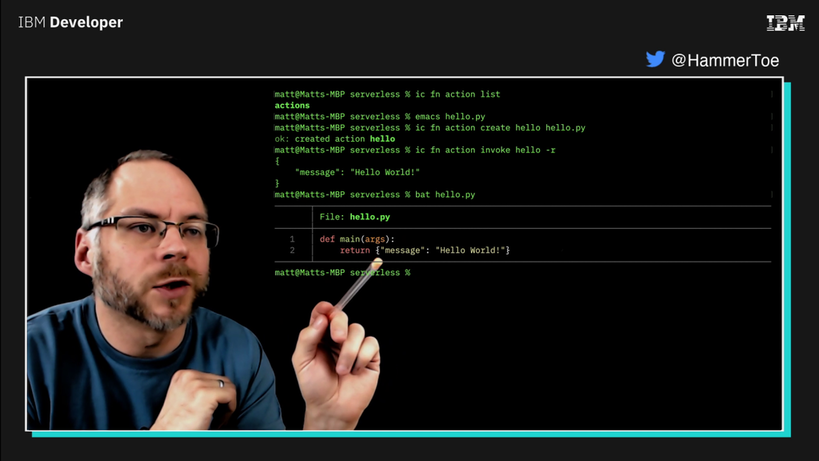 IBM Developer
IBM
@HammerToe
matt@Matts-MBP serverless % ic fn action list
actions
matt@Matts-MBP serverless % emacs hello.py
matt@Matts-MBP serverless % ic fn action create hello hello.py
ok: created action hello
matt@Matts-MBP serverless % ic fn action invoke hello -r
{
    "message": "Hello World!"
}
matt@Matts-MBP serverless % bat hello.py
File: hello.py
1 def main(args):
2     return {"message": "Hello World!"}
matt@Matts-MBP serverless %